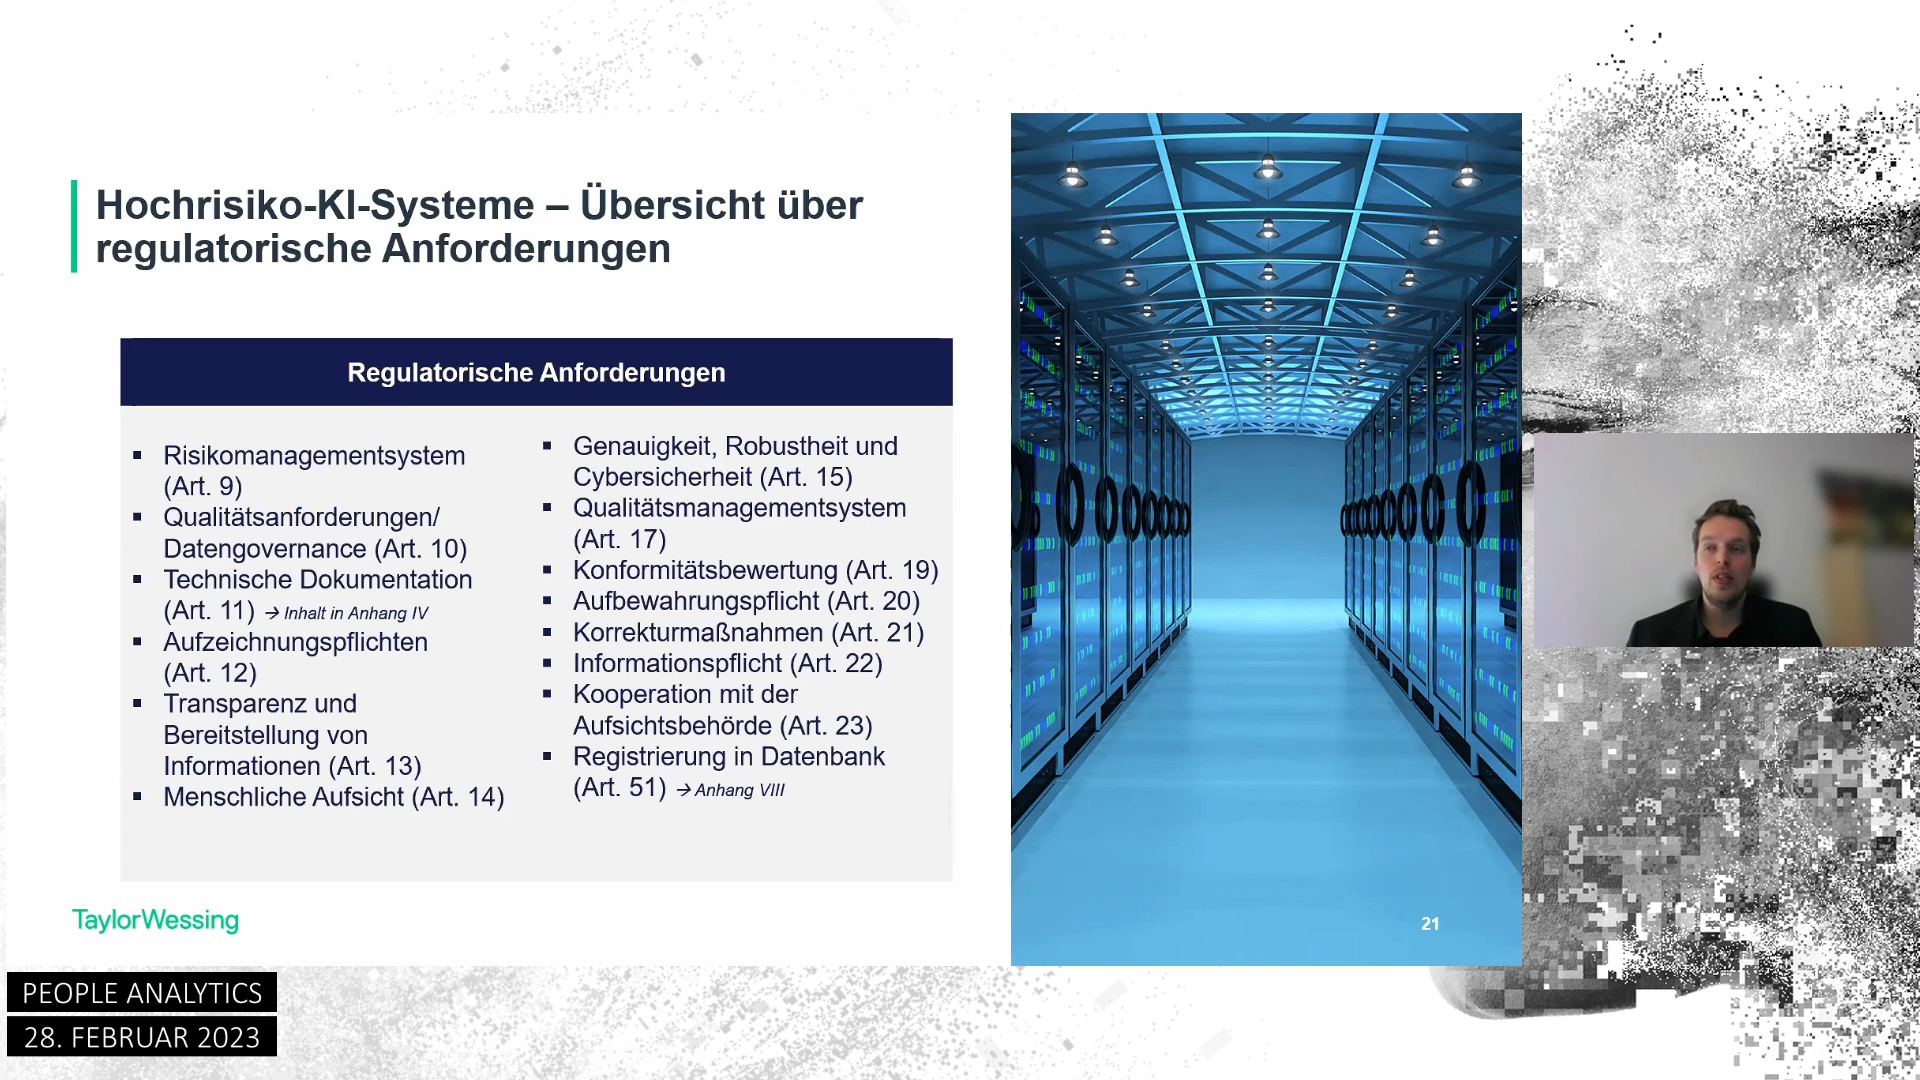 Hochrisiko-KI-Systeme – Übersicht über
regulatorische Anforderungen
Regulatorische Anforderungen
▪ Risikomanagementsystem
(Art. 9)
▪ Qualitätsanforderungen/
Datengovernance (Art. 10)
▪ Technische Dokumentation
(Art. 11) → Inhalt in Anhang IV
▪ Aufzeichnungspflichten
(Art. 12)
▪ Transparenz und
Bereitstellung von
Informationen (Art. 13)
▪ Menschliche Aufsicht (Art. 14)
▪ Genauigkeit, Robustheit und
Cybersicherheit (Art. 15)
▪ Qualitätsmanagementsystem
(Art. 17)
▪ Konformitätsbewertung (Art. 19)
▪ Aufbewahrungspflicht (Art. 20)
▪ Korrekturmaßnahmen (Art. 21)
▪ Informationspflicht (Art. 22)
▪ Kooperation mit der
Aufsichtsbehörde (Art. 23)
▪ Registrierung in Datenbank
(Art. 51) → Anhang VIII
TaylorWessing
21
PEOPLE ANALYTICS
28. FEBRUAR 2023